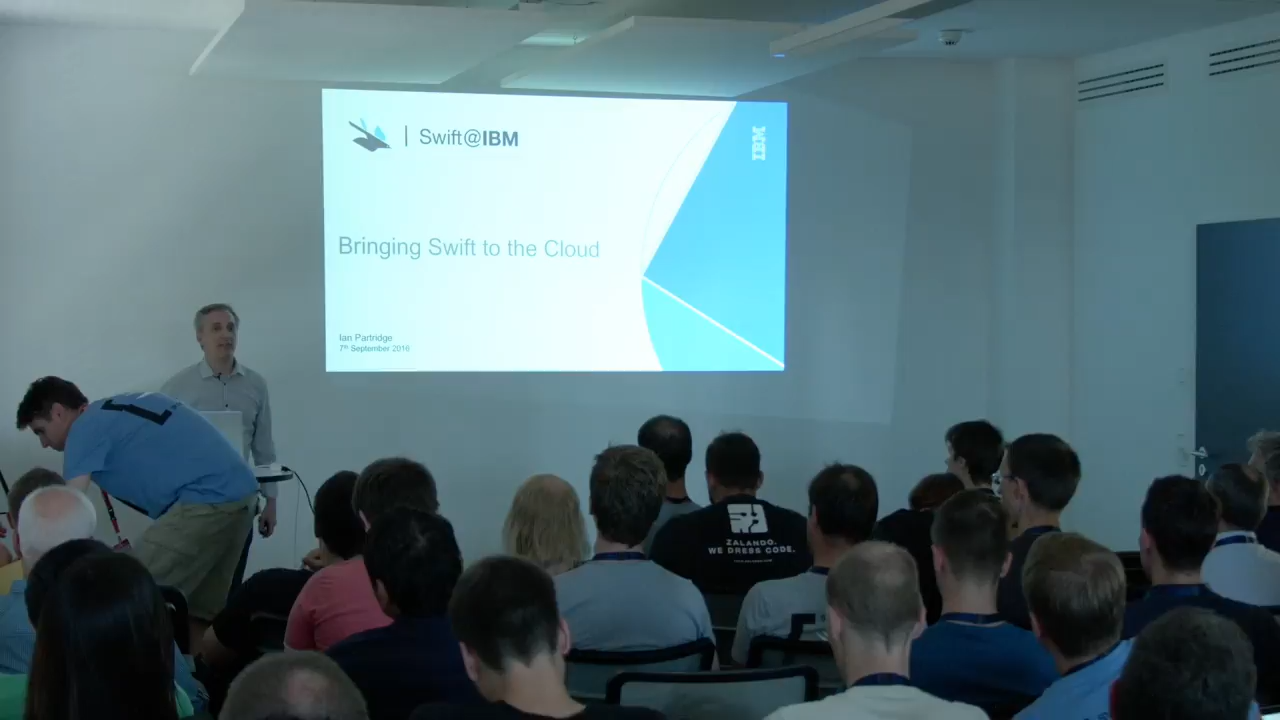 Swift@IBM
IBM
Bringing Swift to the Cloud
Ian Partridge
7th September 2016
ZALANDO.
WE DRESS CODE.